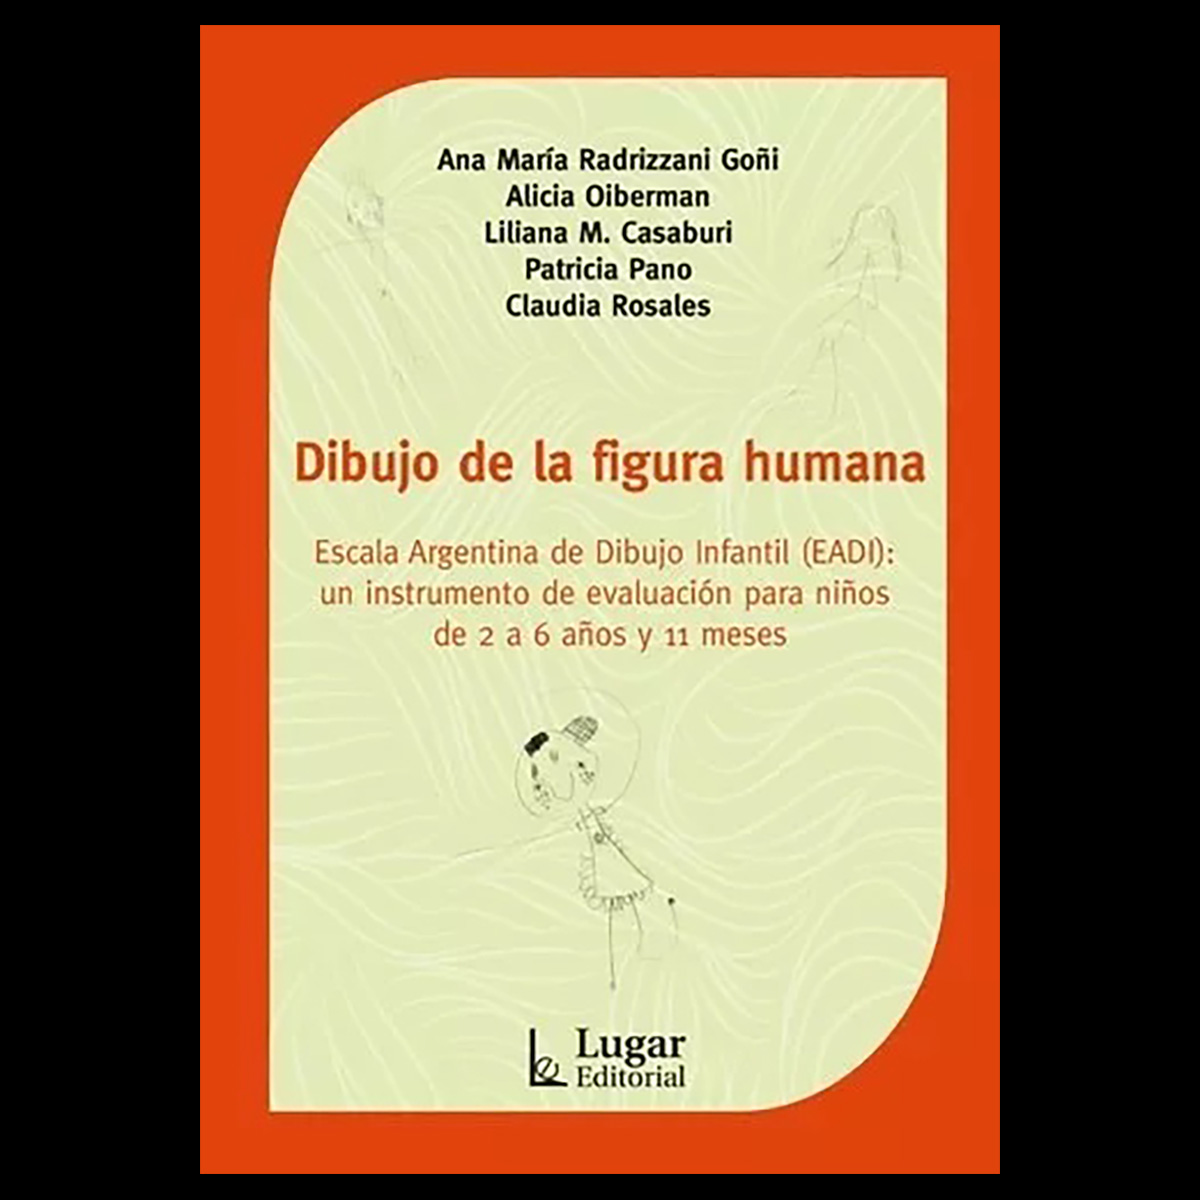 Ana María Radrizzani Goñi
Alicia Oiberman
Liliana M. Casaburi
Patricia Pano
Claudia Rosales
Dibujo de la figura humana
Escala Argentina de Dibujo Infantil (EADI):
un instrumento de evaluación para niños
de 2 a 6 años y 11 meses
Lugar
Editorial